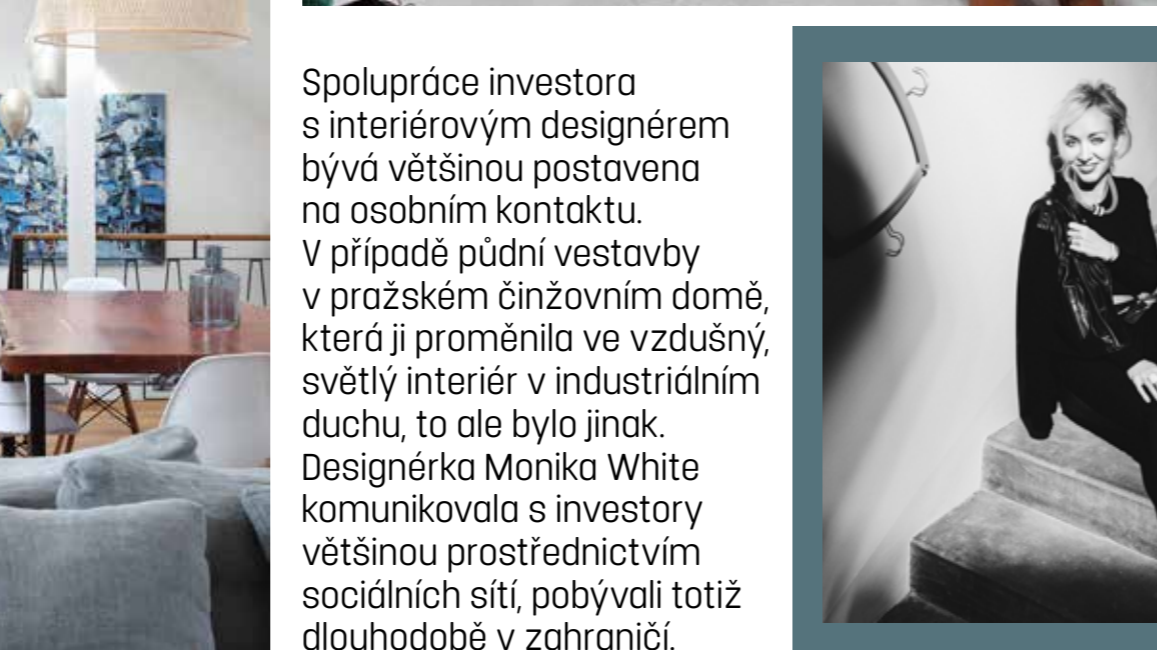 Spolupráce investora
s interiérovým designérem
bývá většinou postavena
na osobním kontaktu.
V případě půdní vestavby
v pražském činžovním domě,
která ji proměnila ve vzdušný,
světlý interiér v industriálním
duchu, to ale bylo jinak.
Designérka Monika White
komunikovala s investory
většinou prostřednictvím
sociálních sítí, pobývali totiž
dlouhodobě v zahraničí.